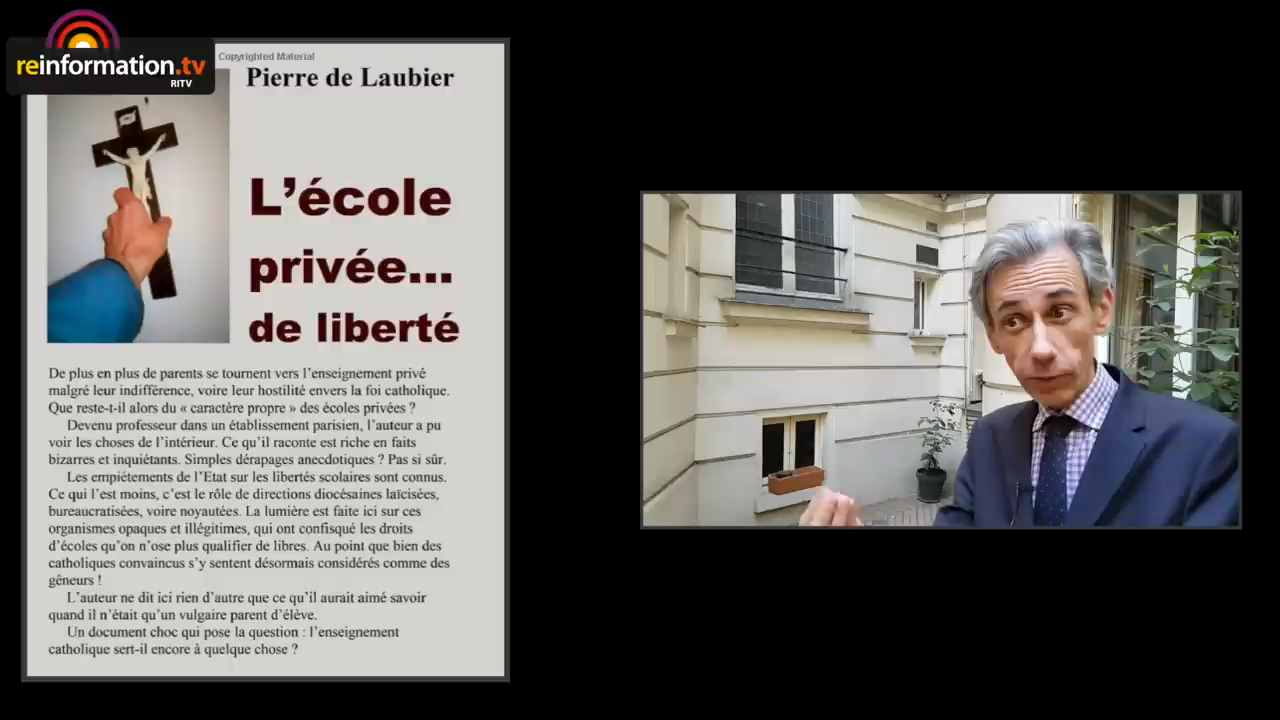 reinformation.tv
RITV
Copyrighted Material
Pierre de Laubier
L'école
privée...
de liberté
De plus en plus de parents se tournent vers l'enseignement privé
malgré leur indifférence, voire leur hostilité envers la foi catholique.
Que reste-t-il alors du « caractère propre » des écoles privées ?
Devenu professeur dans un établissement parisien, l'auteur a pu
voir les choses de l'intérieur. Ce qu'il raconte est riche en faits
bizarres et inquiétants. Simples dérapages anecdotiques ? Pas si sûr.
Les empiétements de l'Etat sur les libertés scolaires sont connus.
Ce qui l'est moins, c'est le rôle de directions diocésaines laïcisées,
bureaucratisées, voire noyautées. La lumière est faite ici sur ces
organismes opaques et illégitimes, qui ont confisqué les droits
d'écoles qu'on n'ose plus qualifier de libres. Au point que bien des
catholiques convaincus s'y sentent désormais considérés comme des
gêneurs !
L'auteur ne dit ici rien d'autre que ce qu'il aurait aimé savoir
quand il n'était qu'un vulgaire parent d'élève.
Un document choc qui pose la question : l'enseignement
catholique sert-il encore à quelque chose ?